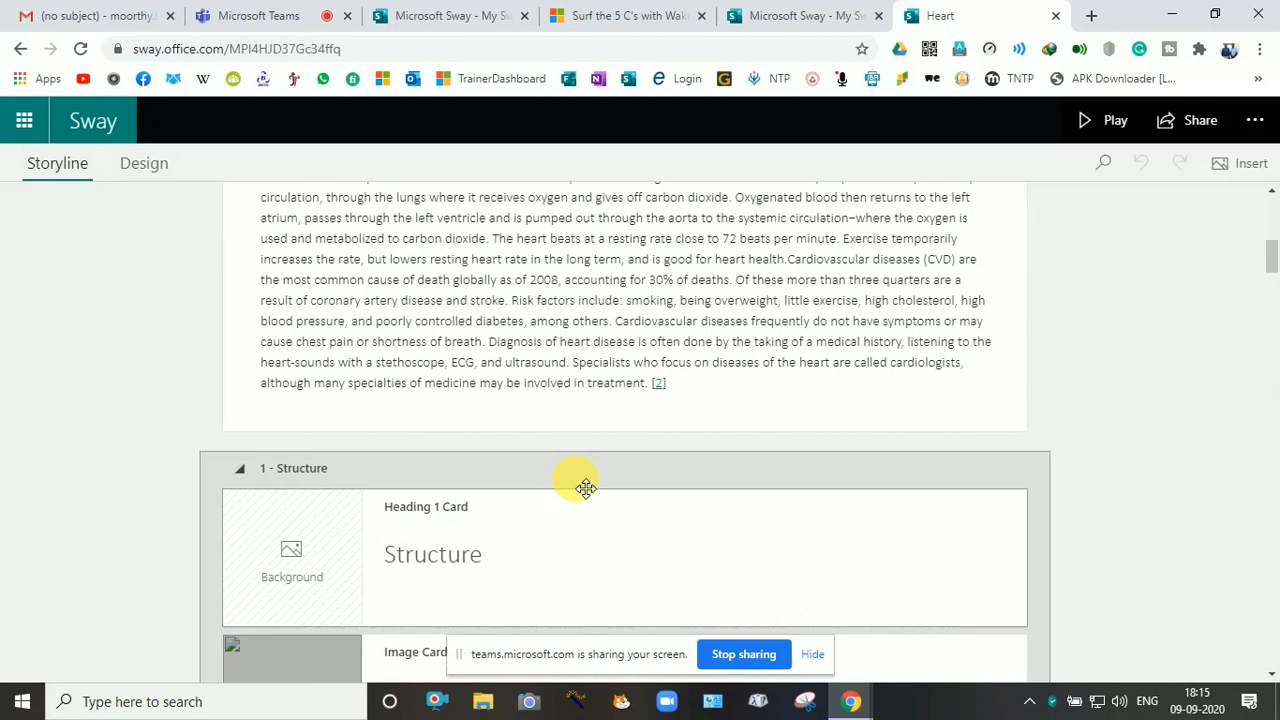 (no subject) - moorthy.
Microsoft Teams
Microsoft Sway - My Sw
Surf the 5 C's with Wak
Microsoft Sway - My Sw
Heart
sway.office.com/MPI4HJD37Gc34ffq
Apps
TrainerDashboard
Login
NTP
TNTP
APK Downloader [L...
Sway
Play
Share
Storyline
Design
Insert
circulation, through the lungs where it receives oxygen and gives off carbon dioxide. Oxygenated blood then returns to the left
atrium, passes through the left ventricle and is pumped out through the aorta to the systemic circulation−where the oxygen is
used and metabolized to carbon dioxide. The heart beats at a resting rate close to 72 beats per minute. Exercise temporarily
increases the rate, but lowers resting heart rate in the long term, and is good for heart health.Cardiovascular diseases (CVD) are
the most common cause of death globally as of 2008, accounting for 30% of deaths. Of these more than three quarters are a
result of coronary artery disease and stroke. Risk factors include: smoking, being overweight, little exercise, high cholesterol, high
blood pressure, and poorly controlled diabetes, among others. Cardiovascular diseases frequently do not have symptoms or may
cause chest pain or shortness of breath. Diagnosis of heart disease is often done by the taking of a medical history, listening to the
heart-sounds with a stethoscope, ECG, and ultrasound. Specialists who focus on diseases of the heart are called cardiologists,
although many specialties of medicine may be involved in treatment. [2]
1 - Structure
Heading 1 Card
Structure
Background
Image Card
teams.microsoft.com is sharing your screen.
Stop sharing
Hide
Type here to search
ENG
18:15
09-09-2020